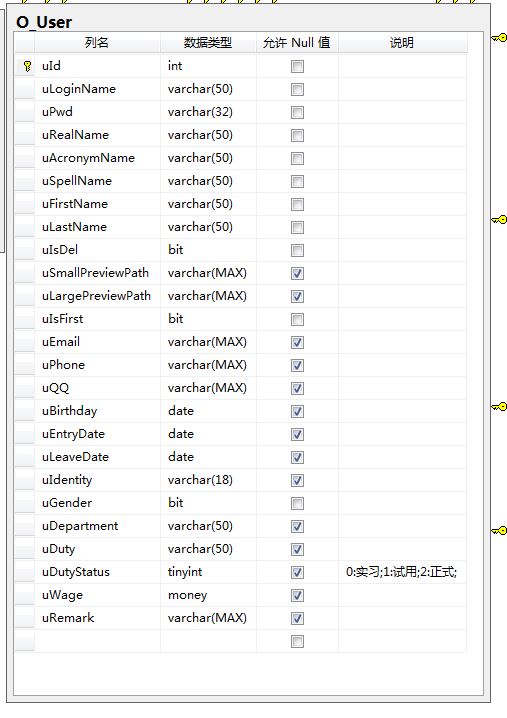 O_User
列名 数据类型 允许 Null 值 说明
uId int
uLoginName varchar(50)
uPwd varchar(32)
uRealName varchar(50)
uAcronymName varchar(50)
uSpellName varchar(50)
uFirstName varchar(50)
uLastName varchar(50)
uIsDel bit
uSmallPreviewPath varchar(MAX)
uLargePreviewPath varchar(MAX)
uIsFirst bit
uEmail varchar(MAX)
uPhone varchar(MAX)
uQQ varchar(MAX)
uBirthday date
uEntryDate date
uLeaveDate date
uIdentity varchar(18)
uGender bit
uDepartment varchar(50)
uDuty varchar(50)
uDutyStatus tinyint 0:实习;1:试用;2:正式;
uWage money
uRemark varchar(MAX)